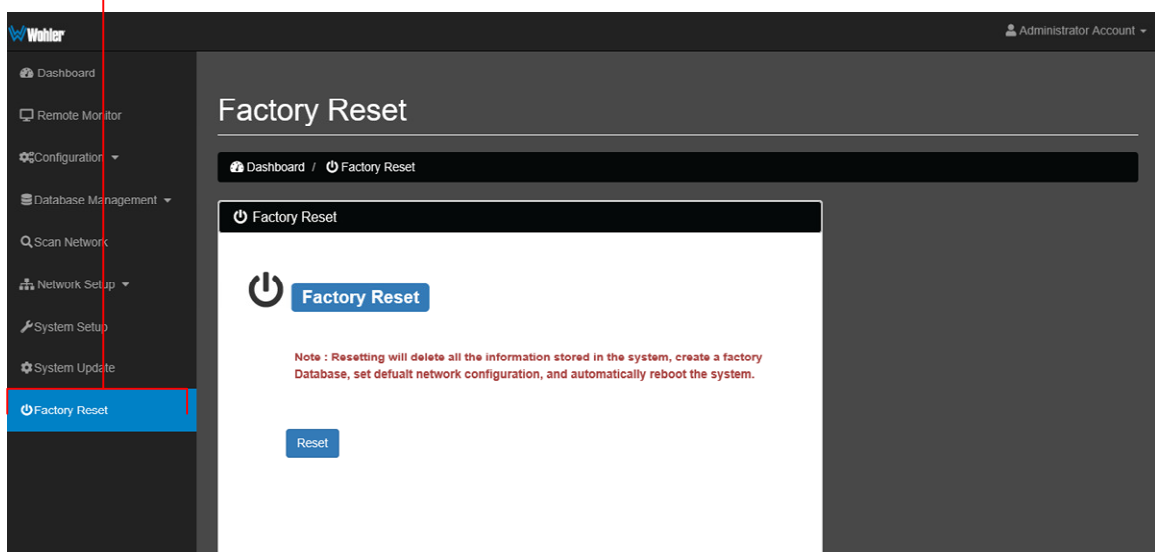 Wohler
Administrator Account
Dashboard
Remote Monitor
Configuration
Database Management
Scan Network
Network Setup
System Setup
System Update
Factory Reset
Factory Reset
Dashboard / Factory Reset
Factory Reset
Factory Reset
Note : Resetting will delete all the information stored in the system, create a factory
Database, set defualt network configuration, and automatically reboot the system.
Reset